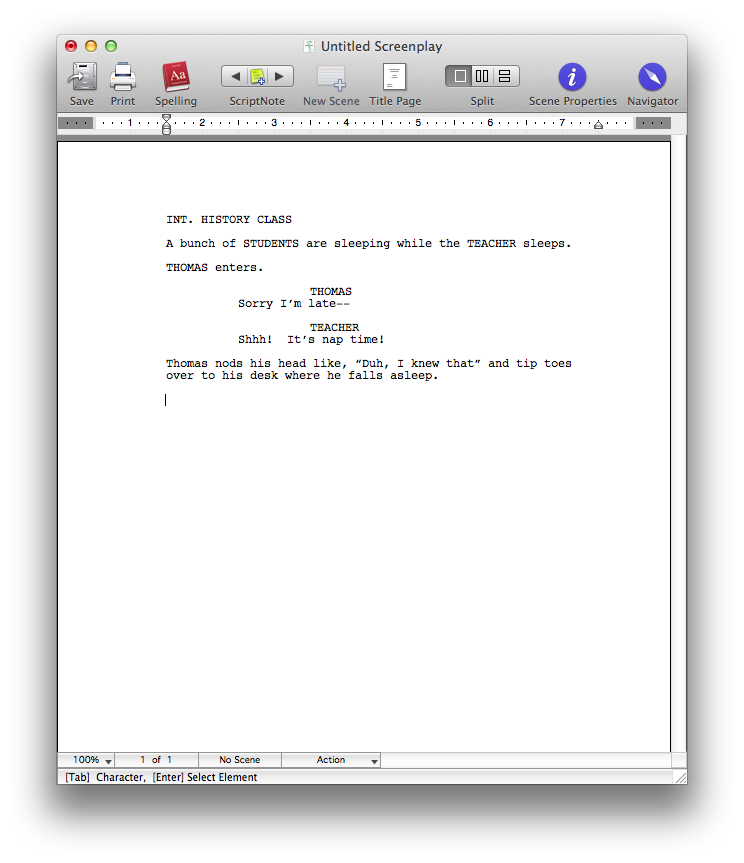 Untitled Screenplay
Save Print Spelling ScriptNote New Scene Title Page Split Scene Properties Navigator
Aa
1 2 3 4 5 6 7
INT. HISTORY CLASS
A bunch of STUDENTS are sleeping while the TEACHER sleeps.
THOMAS enters.
THOMAS
Sorry I’m late--
TEACHER
Shhh!  It’s nap time!
Thomas nods his head like, “Duh, I knew that” and tip toes
over to his desk where he falls asleep.
100% 1 of 1 No Scene Action
[Tab]  Character,  [Enter] Select Element